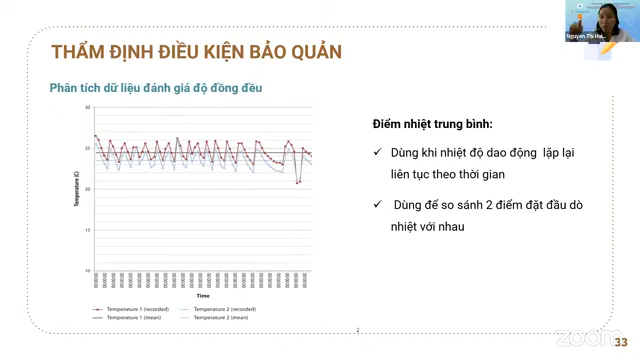 THẨM ĐỊNH ĐIỀU KIỆN BẢO QUẢN
Nguyen Thi Hai...
Phân tích dữ liệu đánh giá độ đồng đều
30
25
20
15
10
Temperature (C)
Time
Temperature 1 (recorded)
Temperature 2 (recorded)
Temperature 1 (mean)
Temperature 2 (mean)
Điểm nhiệt trung bình:
✓ Dùng khi nhiệt độ dao động lặp lại
liên tục theo thời gian
✓ Dùng để so sánh 2 điểm đặt đầu dò
nhiệt với nhau
2
zoom
33